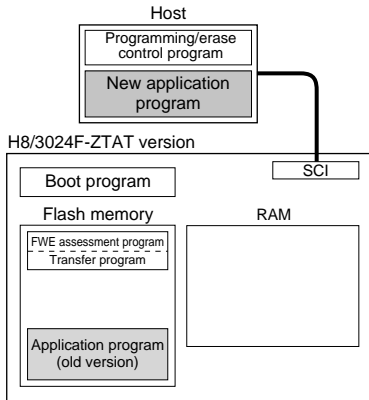 Host
Programming/erase
control program
New application
program
H8/3024F-ZTAT version
SCI
Boot program
Flash memory
RAM
FWE assessment program
Transfer program
Application program
(old version)